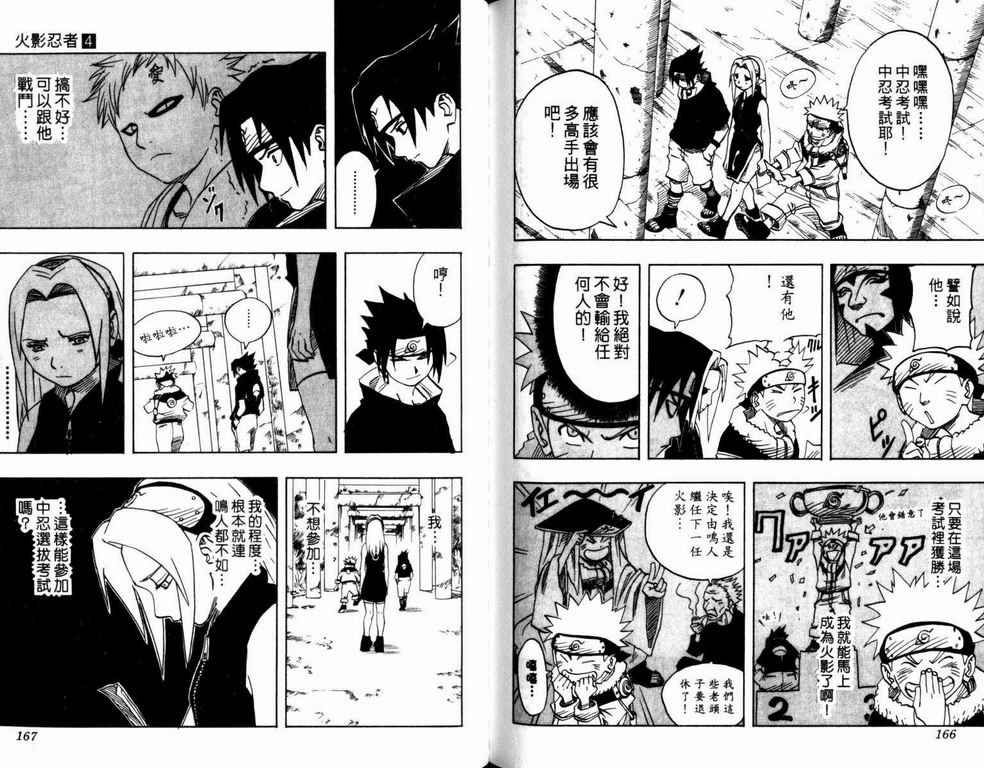 嘿嘿嘿……
中忍考試！
中忍考試耶！
應該會有很
多高手出場
吧！
咚～
咚～
咚～
譬如說
他…
還有他
！
！
好！我絕對
不會輸給任
何人的！
只要在這場
考試裡獲勝…
我就能馬上
成為火影了啊！
2
唉！我還是
決定由鳴人
繼任下一任
火影…
我們這
些老頭
子要退
休了！
嘻
嘻…
166
火影忍者 4
………
搞不好…
可以跟他
戰鬥……
愛
哼！
…
啦啦啦…
…………
我…
不想參加…
我的程度…
根本就連
鳴人都不如…
…這樣能參加
中忍選拔考試
嗎？
167